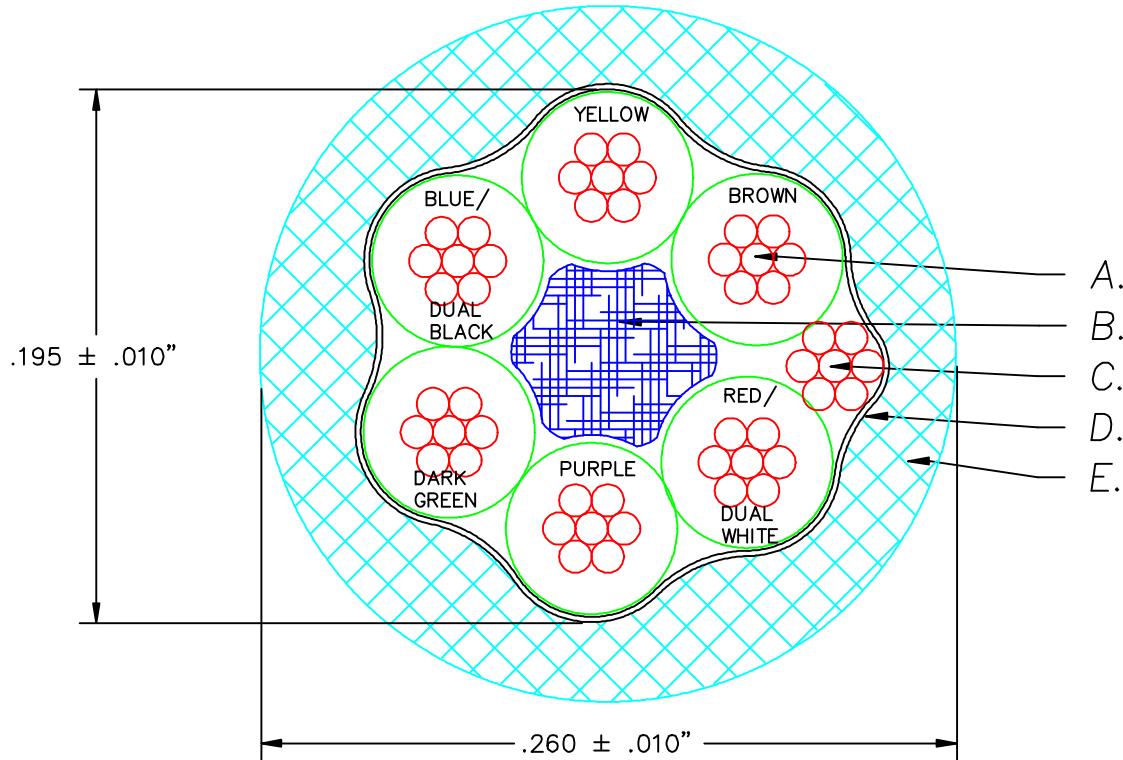 YELLOW
BLUE/
DUAL
BLACK
BROWN
A.
B.
.195 ± .010”
C.
RED/
DUAL
WHITE
D.
DARK
GREEN
PURPLE
E.
.260 ± .010”